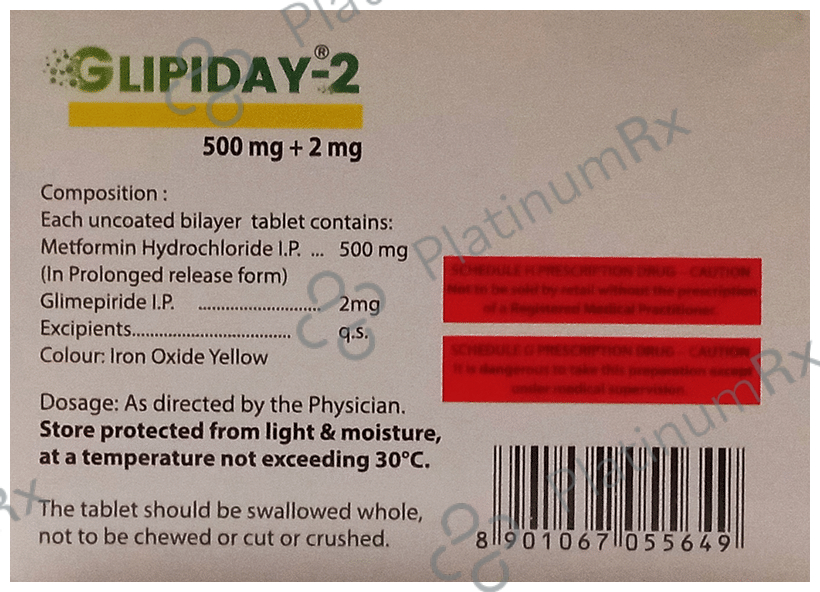 GLIPIDAY®-2
500 mg + 2 mg
Composition :
Each uncoated bilayer tablet contains:
Metformin Hydrochloride I.P. ... 500 mg
(In Prolonged release form)
Glimepiride I.P. ........................... 2mg
Excipients.................................. q.s.
Colour: Iron Oxide Yellow
Dosage: As directed by the Physician.
Store protected from light & moisture,
at a temperature not exceeding 30°C.
The tablet should be swallowed whole,
not to be chewed or cut or crushed.
SCHEDULE H PRESCRIPTION DRUG - CAUTION
Not to be sold by retail without the prescription
of a Registered Medical Practitioner.
SCHEDULE G PRESCRIPTION DRUG - CAUTION
It is dangerous to take this preparation except
under medical supervision.
8 901067 055649
PlatinumRx
PlatinumRx